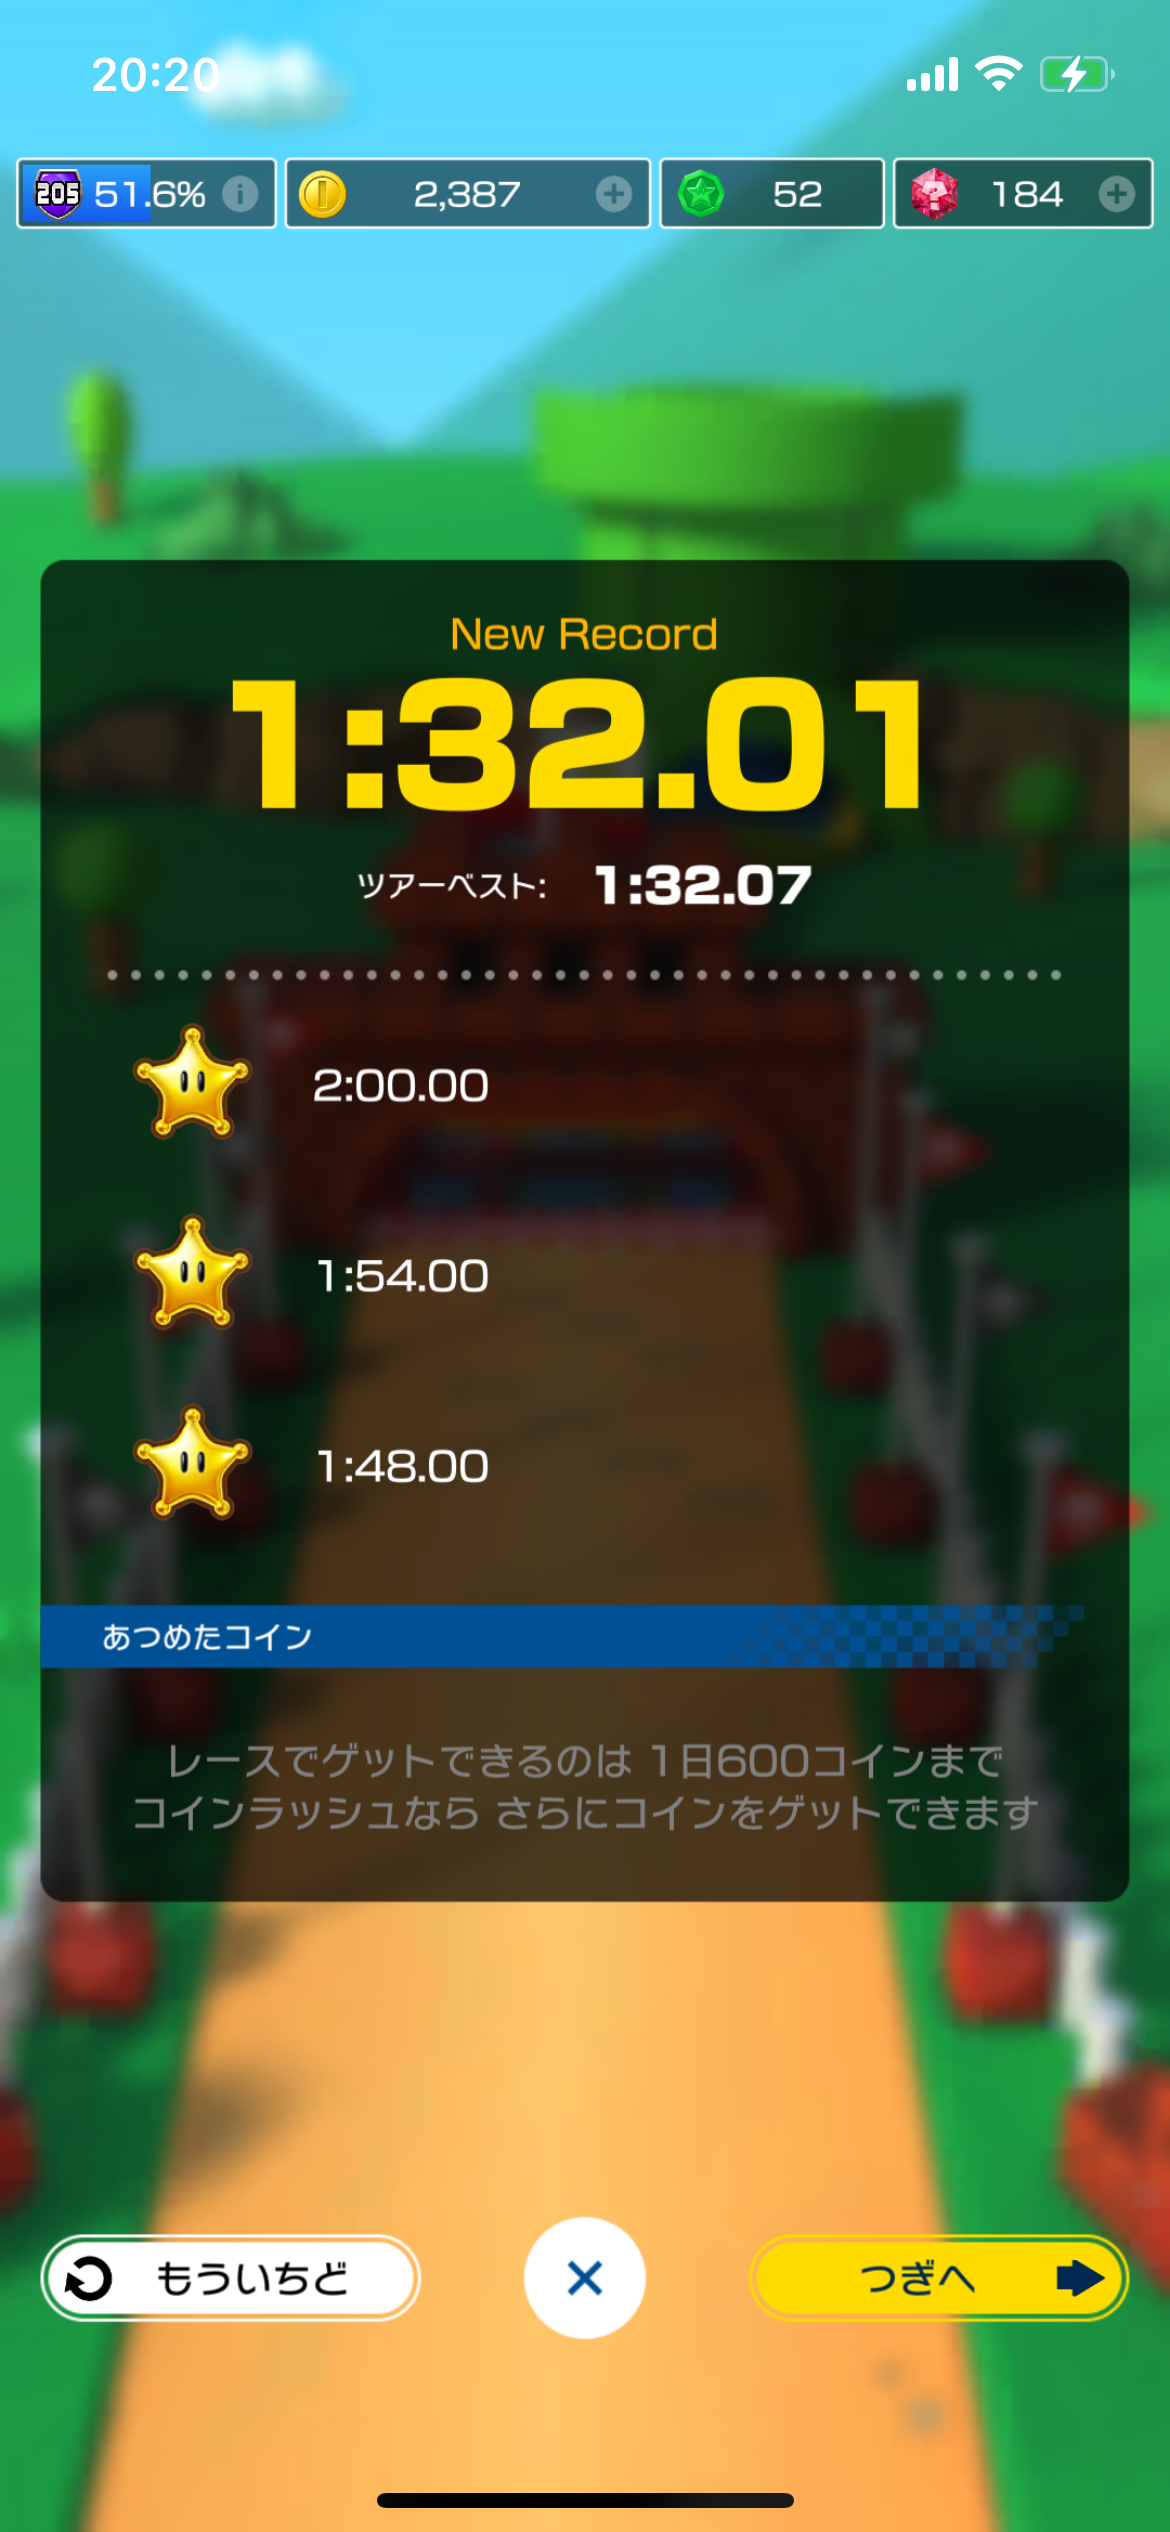 20:20
205 51.6% 2,387 52 184
New Record
1:32.01
ツアーベスト: 1:32.07
2:00.00
1:54.00
1:48.00
あつめたコイン
レースでゲットできるのは 1日600コインまで
コインラッシュなら さらにコインをゲットできます
もういちど つぎへ